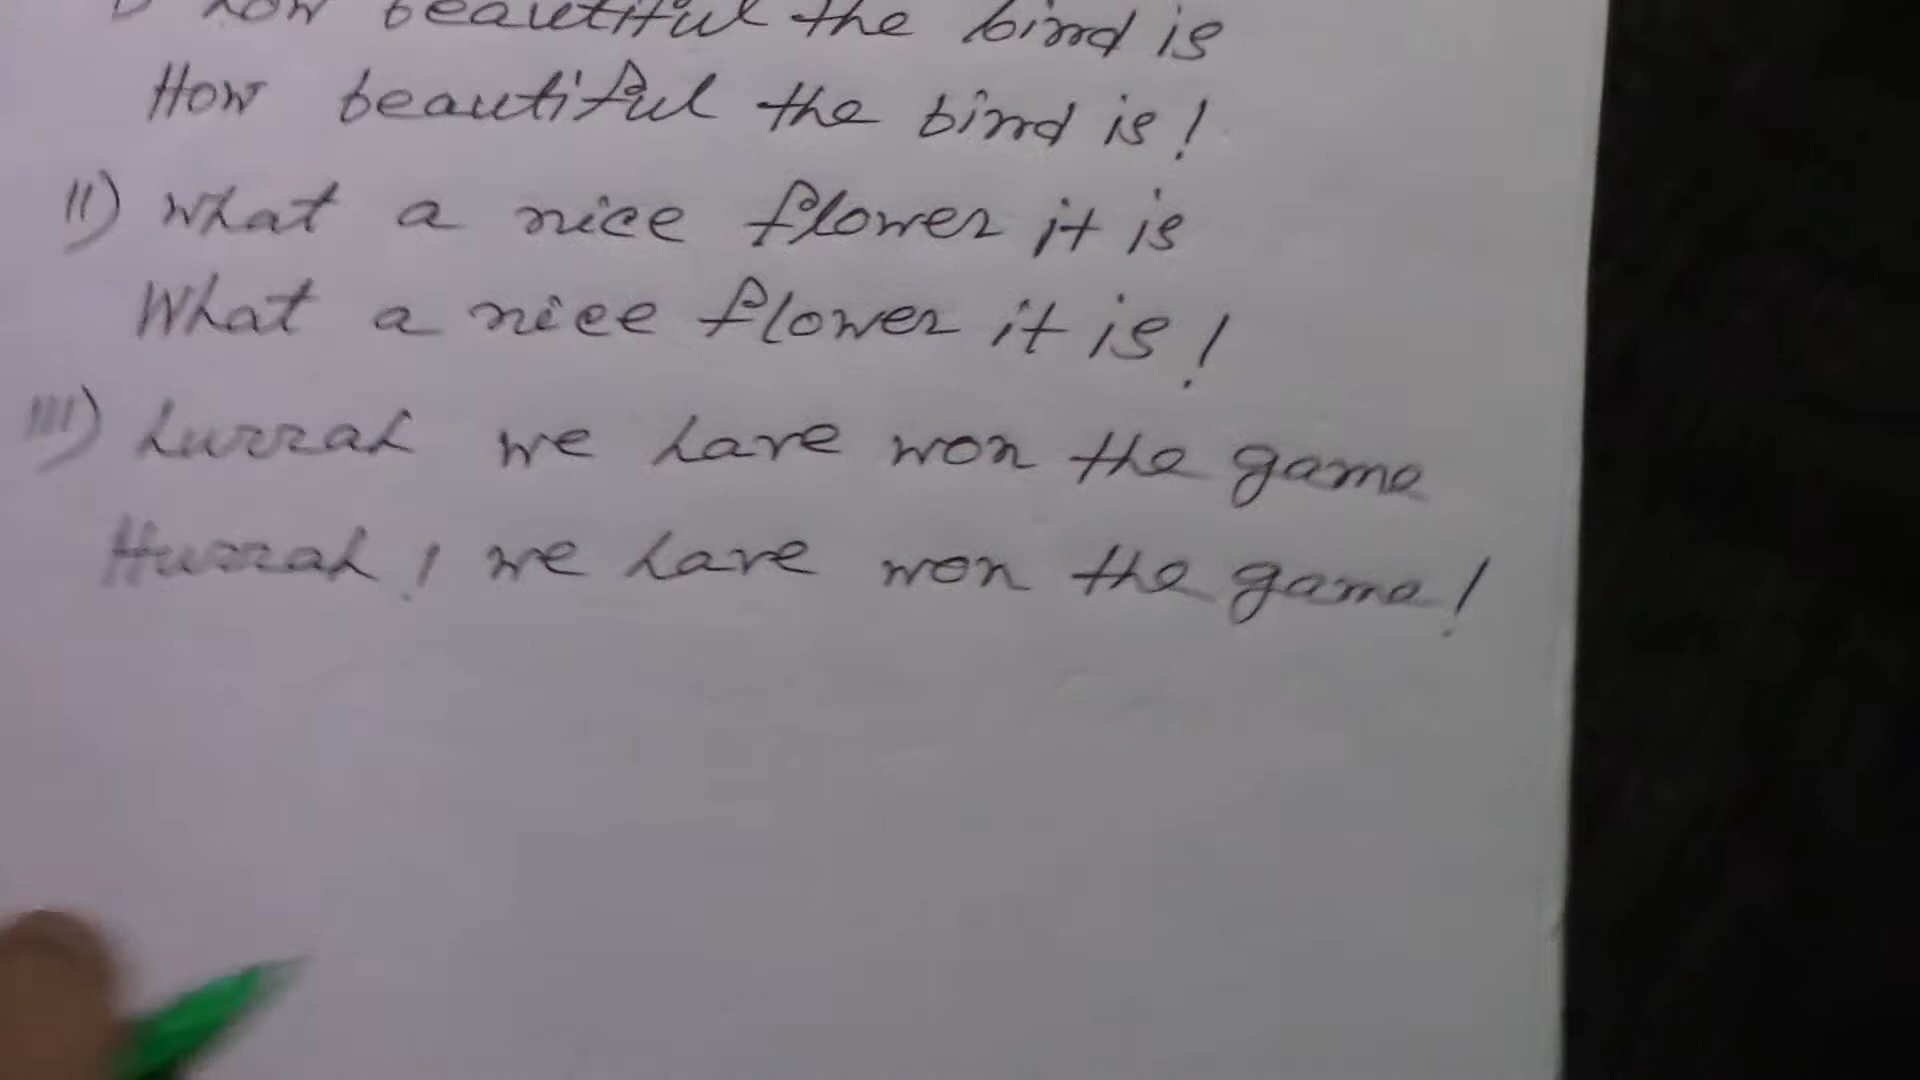 I) how beautiful the bird is
How beautiful the bird is!
II) what a nice flower it is
What a nice flower it is!
III) hurrah we have won the game
Hurrah! we have won the game!